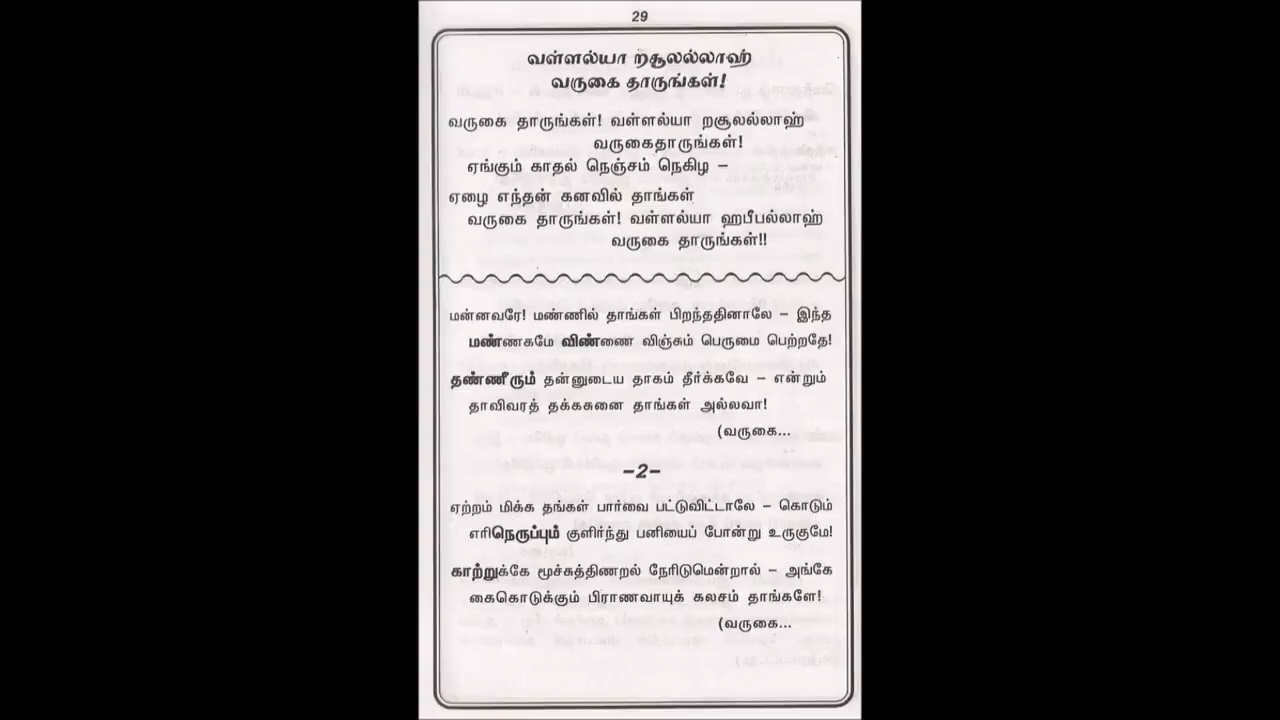 29
வள்ளல்யா றசூலல்லாஹ்
வருகை தாருங்கள்!
வருகை தாருங்கள்! வள்ளல்யா றசூலல்லாஹ்
வருகைதாருங்கள்!
ஏங்கும் காதல் நெஞ்சம் நெகிழ –
ஏழை எந்தன் கனவில் தாங்கள்
வருகை தாருங்கள்! வள்ளல்யா ஹபீபல்லாஹ்
வருகை தாருங்கள்!!
மன்னவரே! மண்ணில் தாங்கள் பிறந்ததினாலே – இந்த
மண்ணகமே விண்ணை விஞ்சும் பெருமை பெற்றதே!
தண்ணீரும் தன்னுடைய தாகம் தீர்க்கவே – என்றும்
தாவிவரத் தக்கசுனை தாங்கள் அல்லவா!
(வருகை...
–2–
ஏற்றம் மிக்க தங்கள் பார்வை பட்டுவிட்டாலே – கொடும்
எரிநெருப்பும் குளிர்ந்து பனியைப் போன்று உருகுமே!
காற்றுக்கே மூச்சுத்திணறல் நேரிடுமென்றால் – அங்கே
கைகொடுக்கும் பிராணவாயுக் கலசம் தாங்களே!
(வருகை...